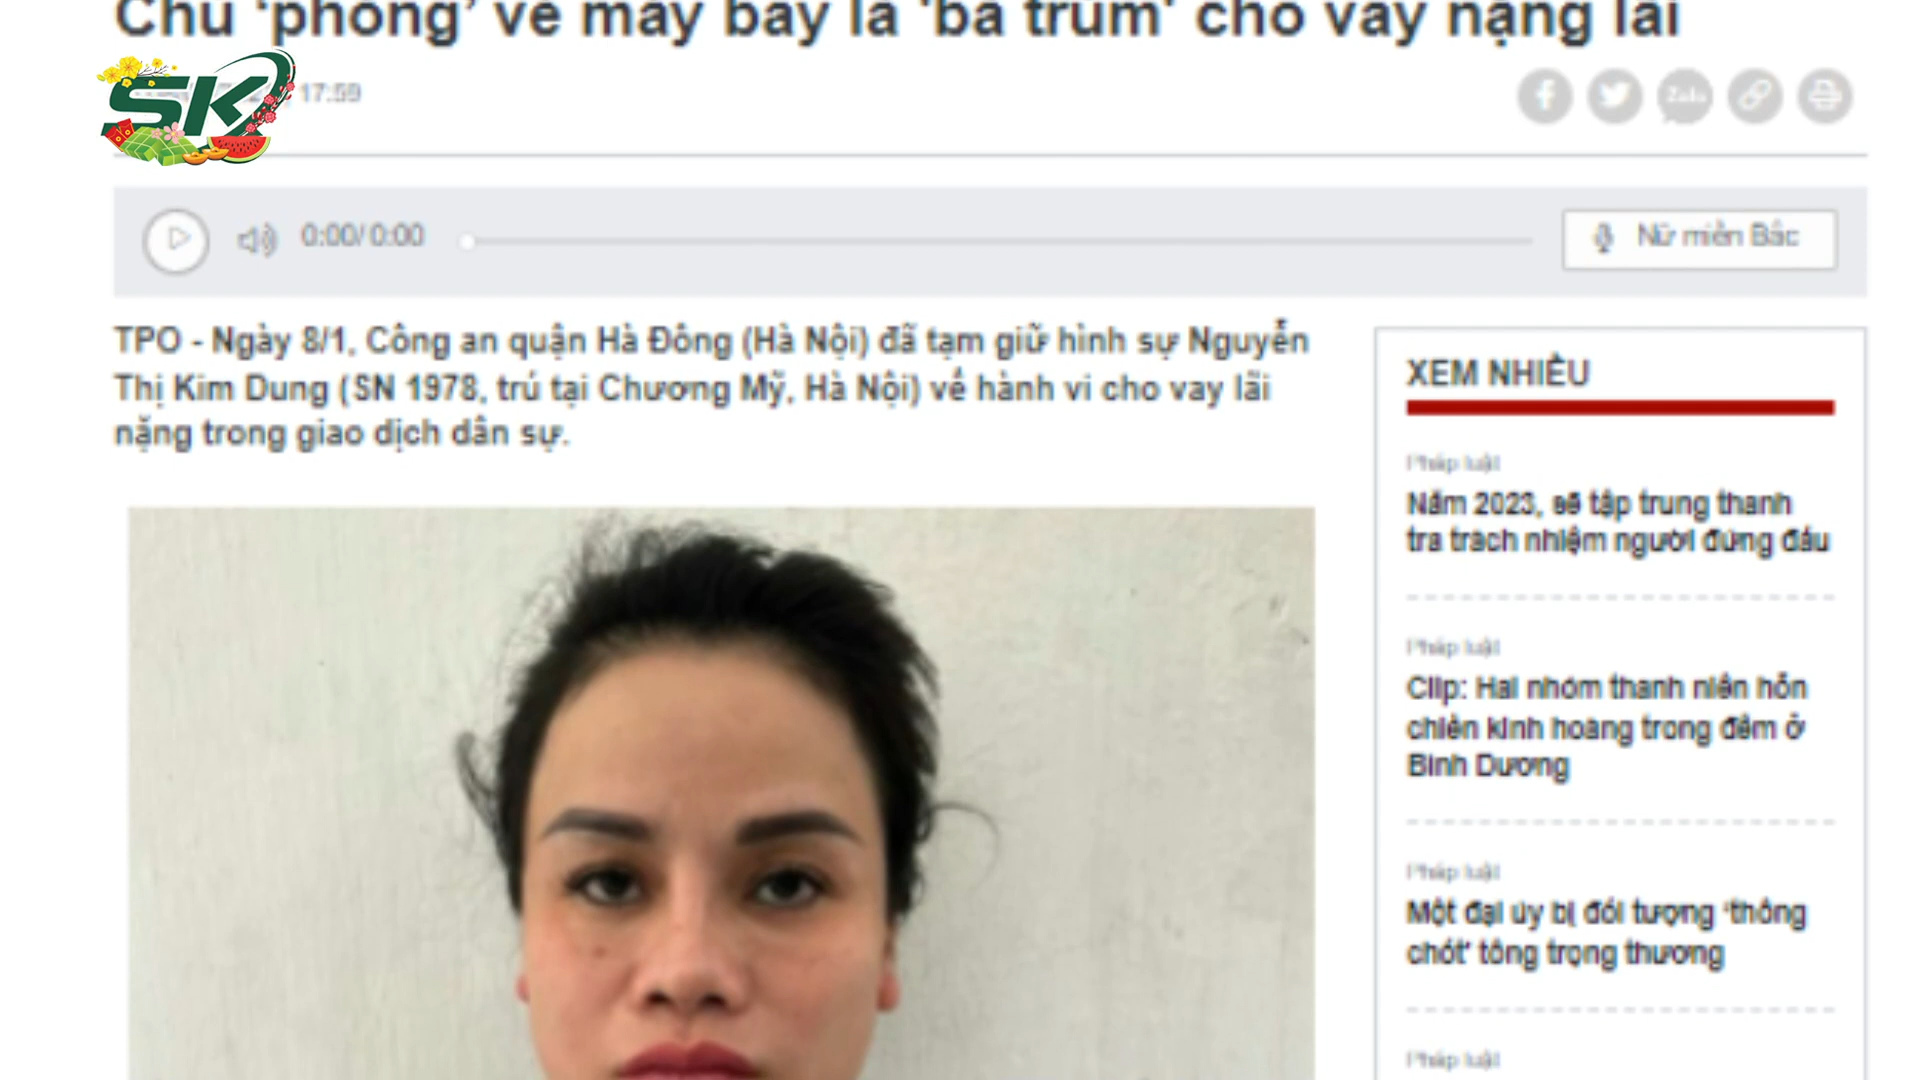 Chủ ‘phòng’ vé máy bay là 'bà trùm' cho vay nặng lãi
SK
17:59
Zalo
0:00/0:00
Nữ miền Bắc
TPO - Ngày 8/1, Công an quận Hà Đông (Hà Nội) đã tạm giữ hình sự Nguyễn
Thị Kim Dung (SN 1978, trú tại Chương Mỹ, Hà Nội) về hành vi cho vay lãi
nặng trong giao dịch dân sự.
XEM NHIỀU
Pháp luật
Năm 2023, sẽ tập trung thanh
tra trách nhiệm người đứng đầu
Pháp luật
Clip: Hai nhóm thanh niên hỗn
chiến kinh hoàng trong đêm ở
Bình Dương
Pháp luật
Một đại úy bị đối tượng ‘thông
chốt’ tông trọng thương
Pháp luật